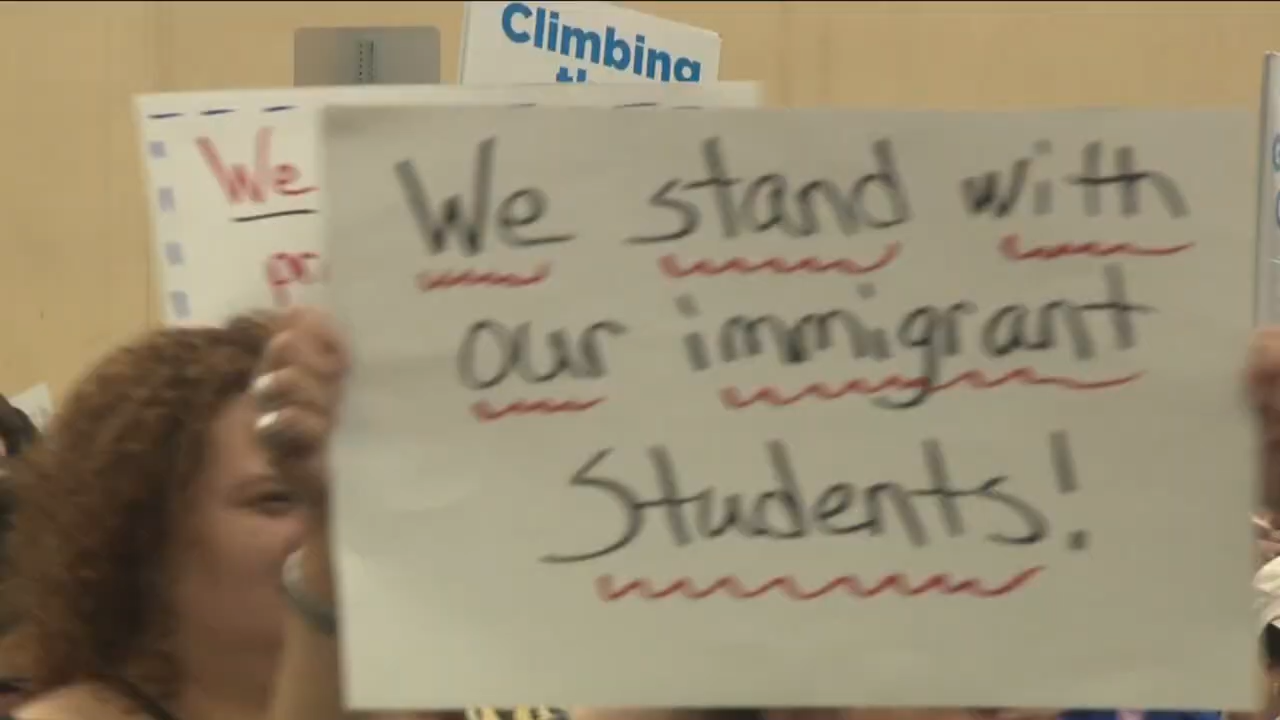 Climbing
We
We stand with
our immigrant
Students!